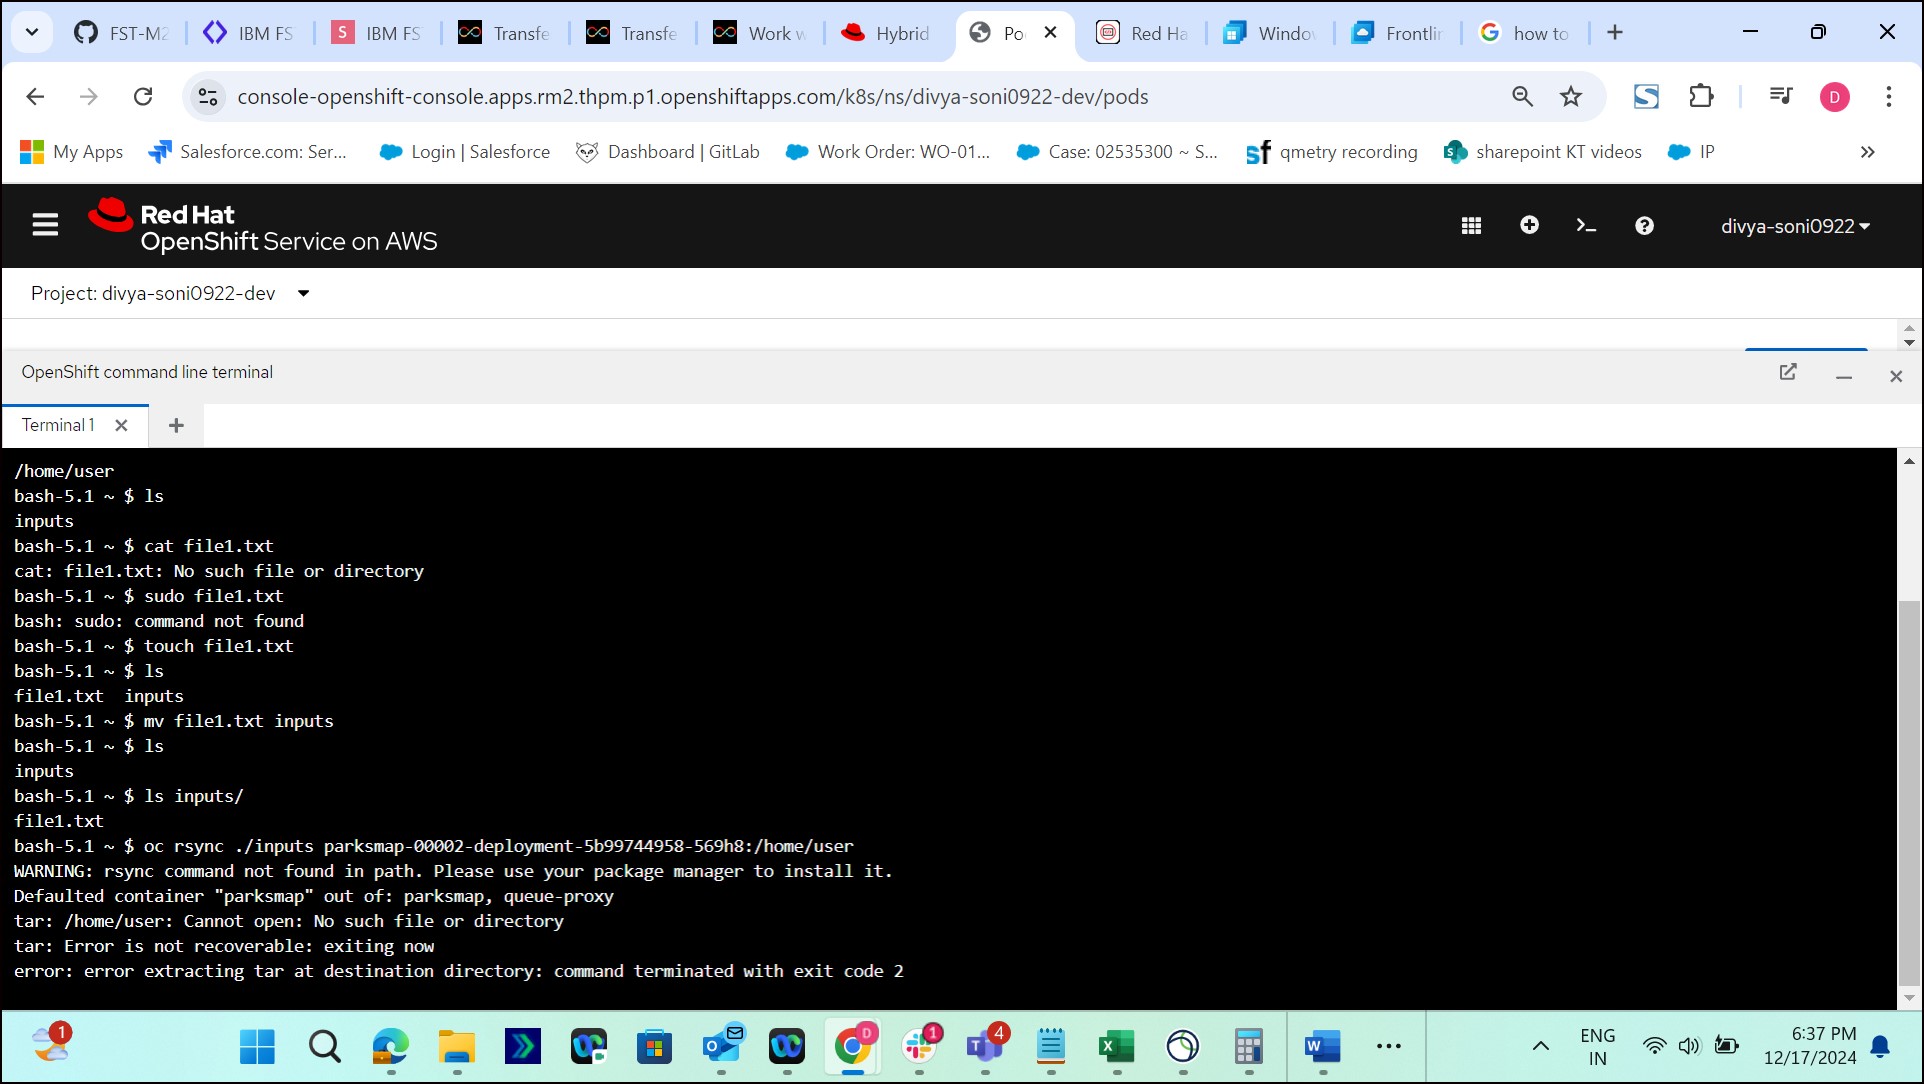 FST-M2
IBM FS
S
IBM FS
Transfe
Transfe
Work w
Hybrid
Po
Red Ha
Windo
Frontli
how to
console-openshift-console.apps.rm2.thpm.p1.openshiftapps.com/k8s/ns/divya-soni0922-dev/pods
S
D
My Apps
Salesforce.com: Ser...
Login | Salesforce
Dashboard | GitLab
Work Order: WO-01...
Case: 02535300 ~ S...
sf qmetry recording
sharepoint KT videos
IP
Red Hat
OpenShift Service on AWS
divya-soni0922
Project: divya-soni0922-dev
OpenShift command line terminal
Terminal 1
/home/user
bash-5.1 ~ $ ls
inputs
bash-5.1 ~ $ cat file1.txt
cat: file1.txt: No such file or directory
bash-5.1 ~ $ sudo file1.txt
bash: sudo: command not found
bash-5.1 ~ $ touch file1.txt
bash-5.1 ~ $ ls
file1.txt  inputs
bash-5.1 ~ $ mv file1.txt inputs
bash-5.1 ~ $ ls
inputs
bash-5.1 ~ $ ls inputs/
file1.txt
bash-5.1 ~ $ oc rsync ./inputs parksmap-00002-deployment-5b99744958-569h8:/home/user
WARNING: rsync command not found in path. Please use your package manager to install it.
Defaulted container "parksmap" out of: parksmap, queue-proxy
tar: /home/user: Cannot open: No such file or directory
tar: Error is not recoverable: exiting now
error: error extracting tar at destination directory: command terminated with exit code 2
1
D
1
4
ENG
IN
6:37 PM
12/17/2024